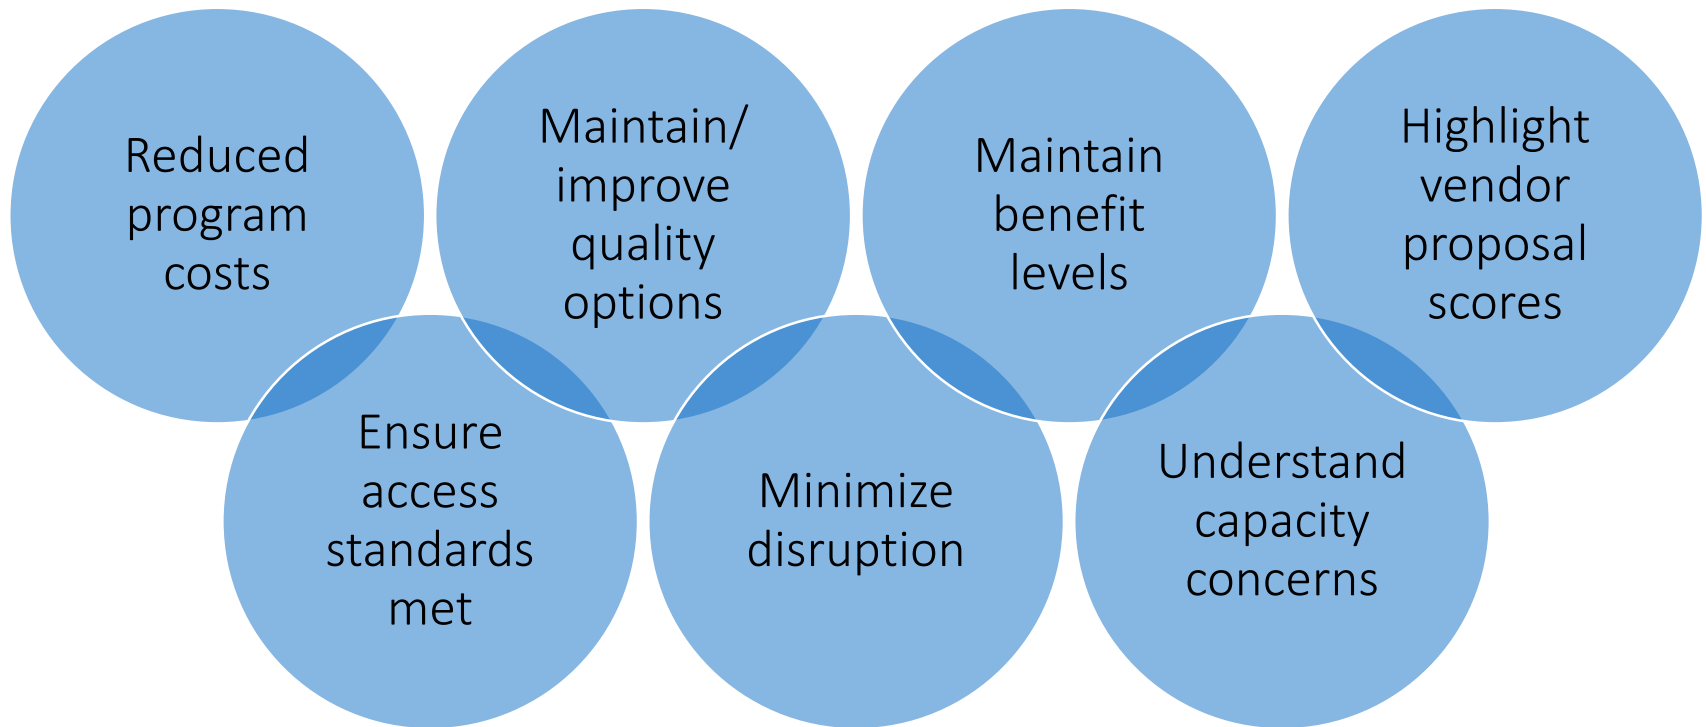 Reduced
program
costs
Ensure
access
standards
met
Maintain/
improve
quality
options
Minimize
disruption
Maintain
benefit
levels
Understand
capacity
concerns
Highlight
vendor
proposal
scores